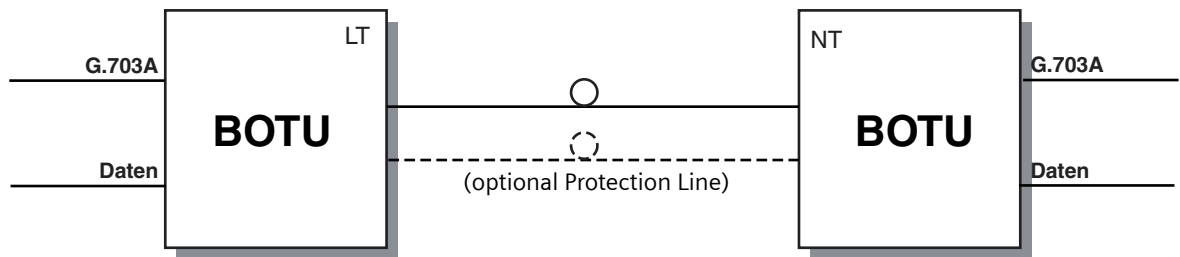 LT
G.703A
BOTU
Daten
(optional Protection Line)
NT
G.703A
BOTU
Daten